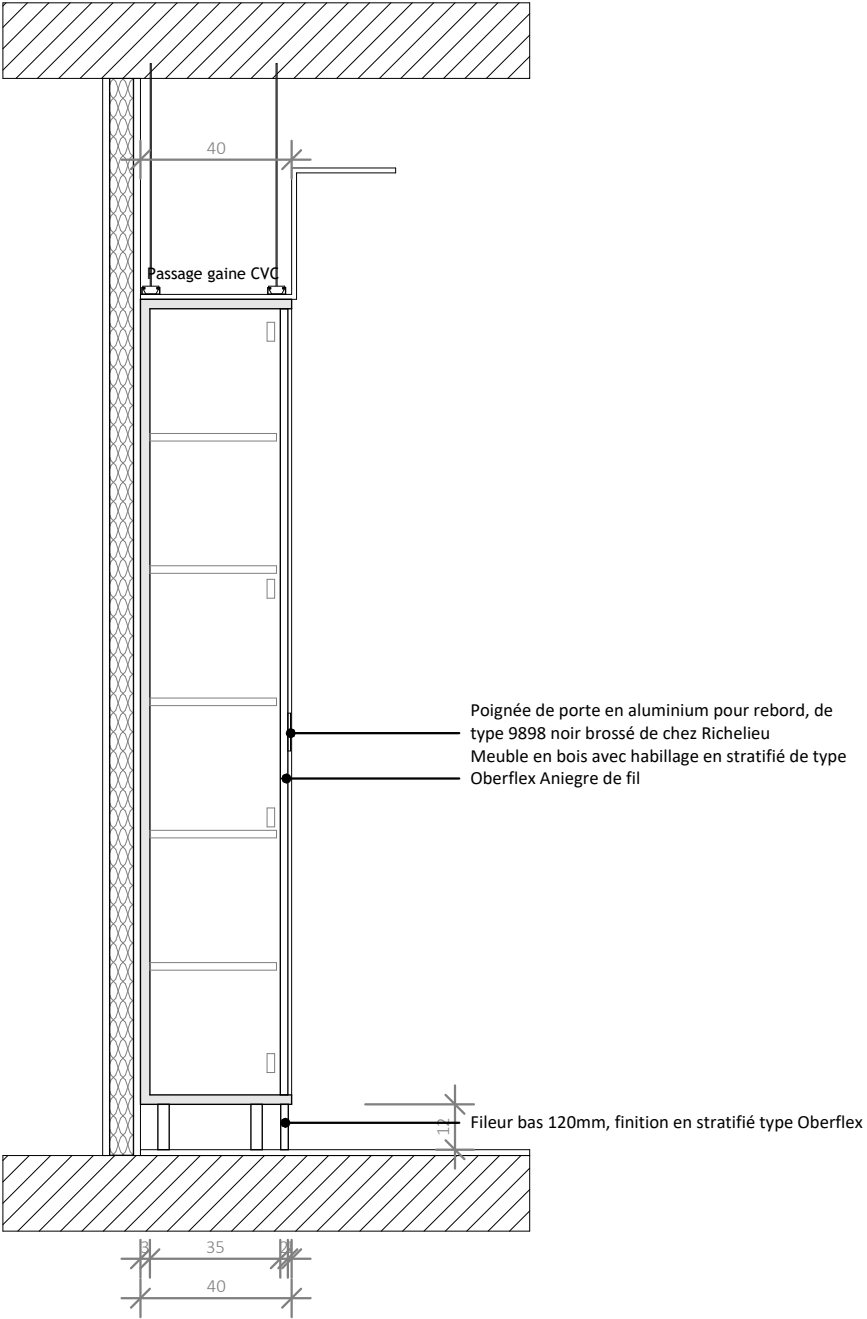 40
Passage gaine CVC
Poignée de porte en aluminium pour rebord, de
type 9898 noir brossé de chez Richelieu
Meuble en bois avec habillage en stratifié de type
Oberflex Aniegre de fil
12
Fileur bas 120mm, finition en stratifié type Oberflex
3
35
2
40